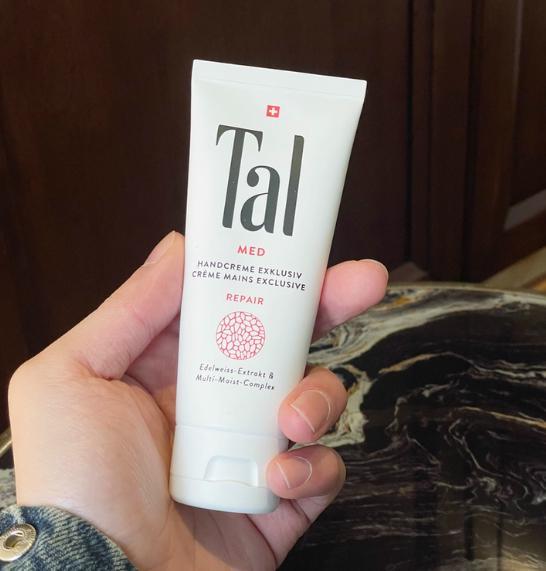 Tal
MED
HANDCREME EXKLUSIV
CRÈME MAINS EXCLUSIVE
REPAIR
Edelweiss-Extrakt &
Multi-Moist-Complex